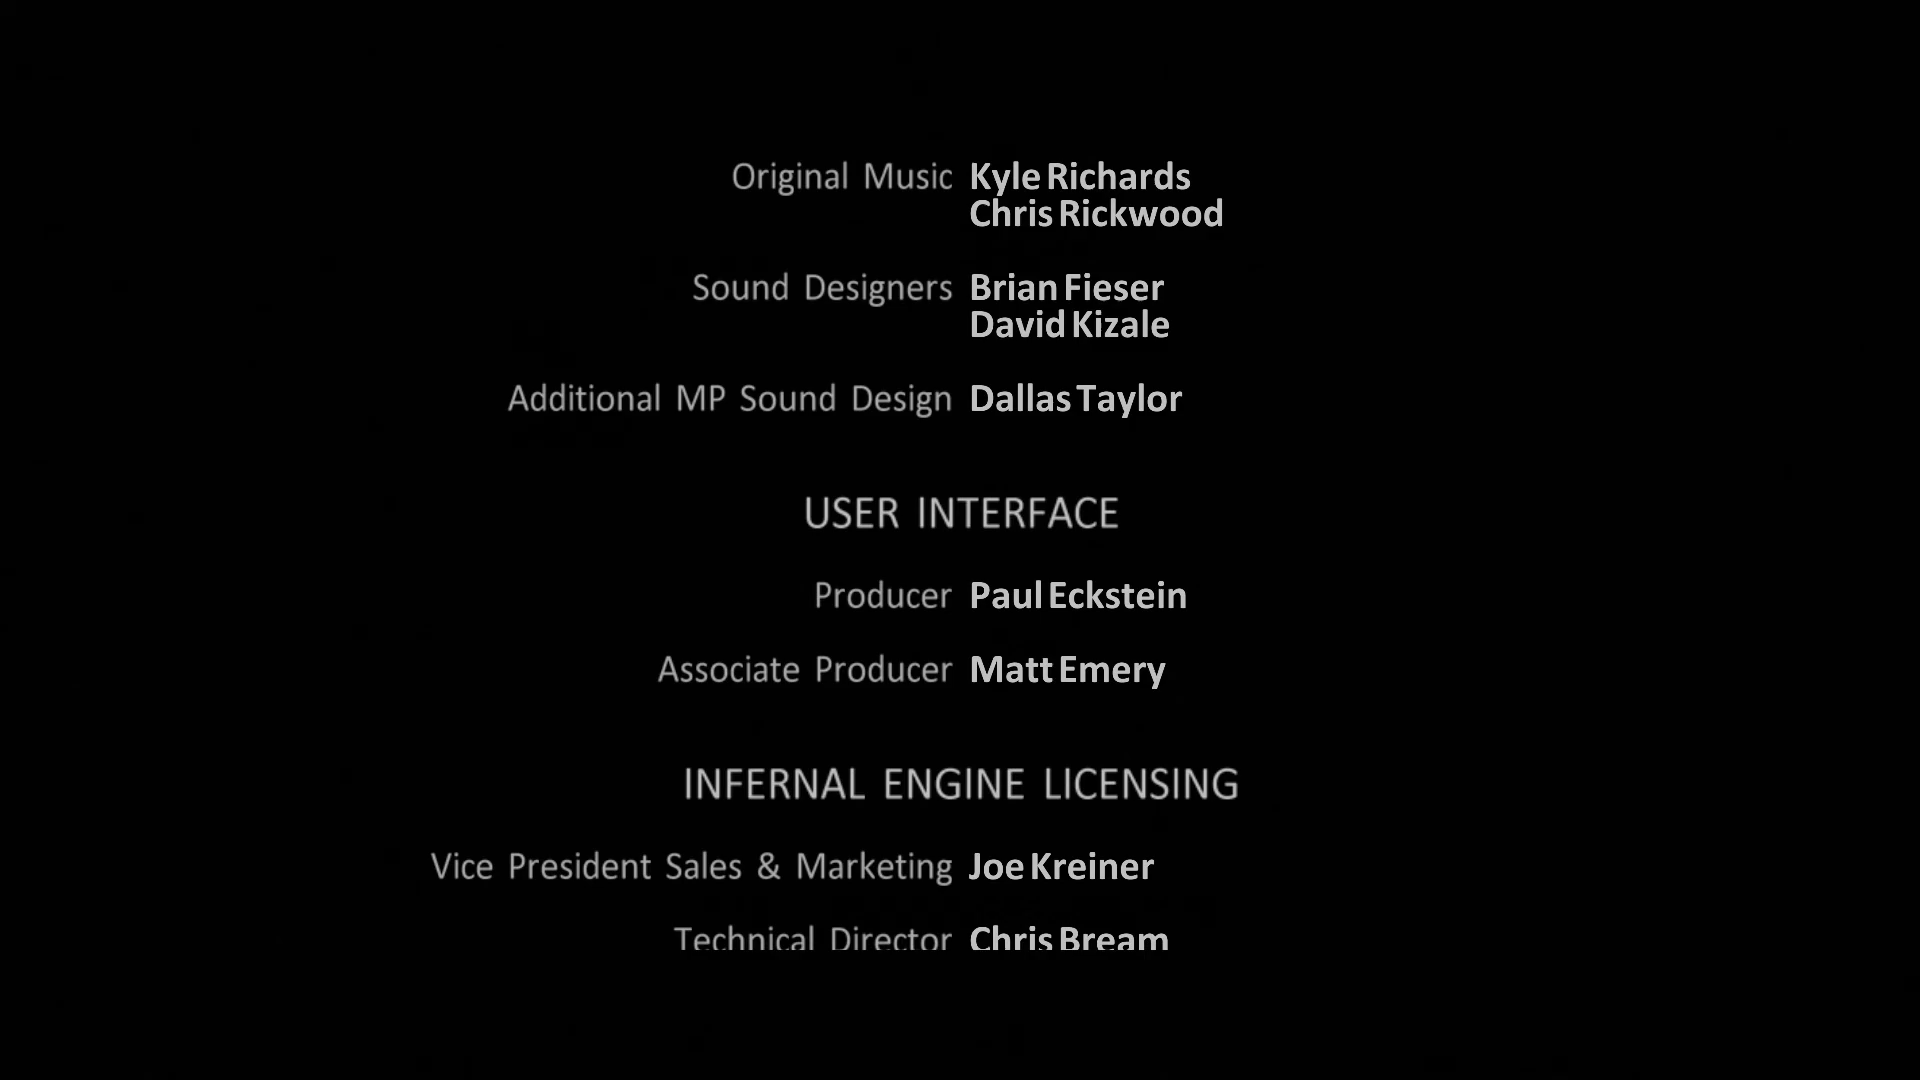 Original Music Kyle Richards
Chris Rickwood
Sound Designers Brian Fieser
David Kizale
Additional MP Sound Design Dallas Taylor
USER INTERFACE
Producer Paul Eckstein
Associate Producer Matt Emery
INFERNAL ENGINE LICENSING
Vice President Sales & Marketing Joe Kreiner
Technical Director Chris Bream